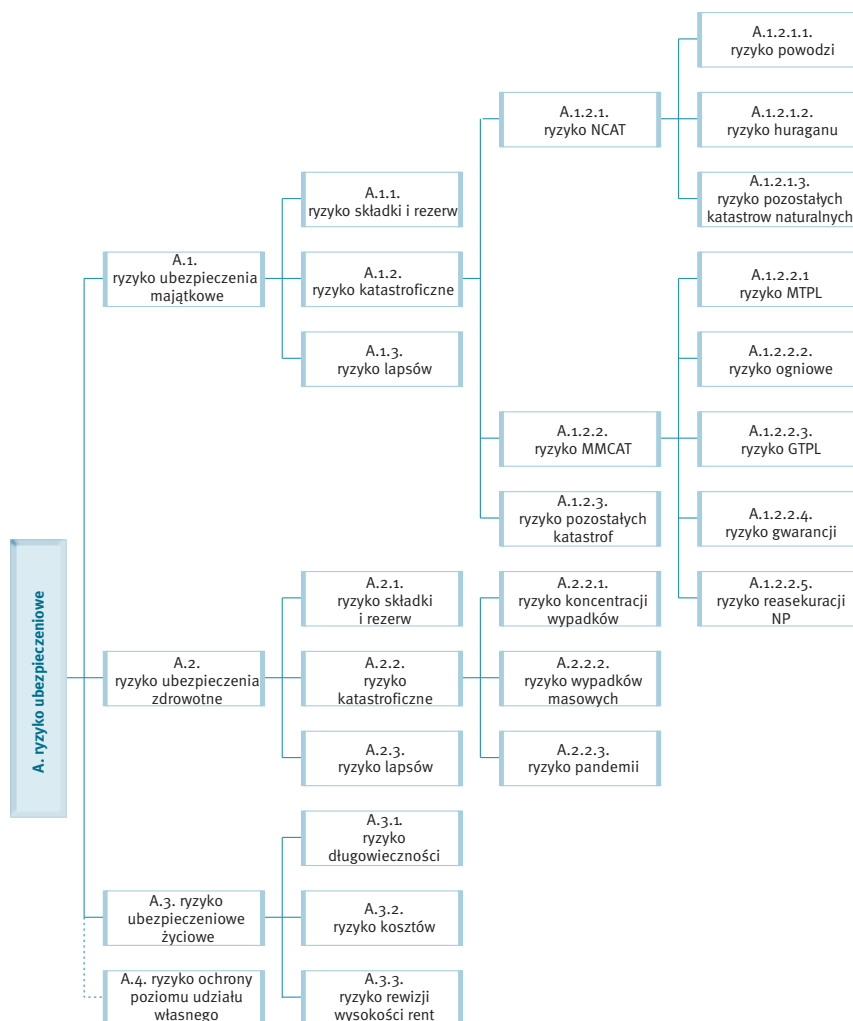 A. ryzyko ubezpieczeniowe
A.1.
ryzyko ubezpieczenia
majątkowe
A.1.1.
ryzyko składki i rezerw
A.1.2.
ryzyko katastroficzne
A.1.2.1.
ryzyko NCAT
A.1.2.1.1.
ryzyko powodzi
A.1.2.1.2.
ryzyko huraganu
A.1.2.1.3.
ryzyko pozostałych
katastrow naturalnych
A.1.2.2.
ryzyko MMCAT
A.1.2.2.1
ryzyko MTPL
A.1.2.2.2.
ryzyko ogniowe
A.1.2.2.3.
ryzyko GTPL
A.1.2.2.4.
ryzyko gwarancji
A.1.2.2.5.
ryzyko reasekuracji
NP
A.1.2.3.
ryzyko pozostałych
katastrof
A.1.3.
ryzyko lapsów
A.2.
ryzyko ubezpieczenia
zdrowotne
A.2.1.
ryzyko składki
i rezerw
A.2.2.
ryzyko
katastroficzne
A.2.2.1.
ryzyko koncentracji
wypadków
A.2.2.2.
ryzyko wypadków
masowych
A.2.2.3.
ryzyko pandemii
A.2.3.
ryzyko lapsów
A.3. ryzyko
ubezpieczeniowe
życiowe
A.3.1.
ryzyko
długowieczności
A.3.2.
ryzyko kosztów
A.3.3.
ryzyko rewizji
wysokości rent
A.4. ryzyko ochrony
poziomu udziału
własnego